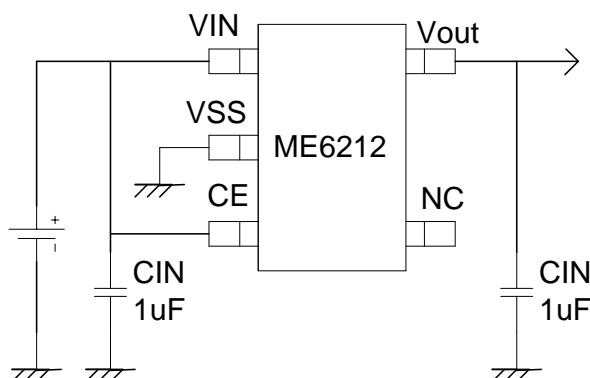 VIN
Vout
VSS
ME6212
CE
NC
+
-
CIN
1uF
CIN
1uF